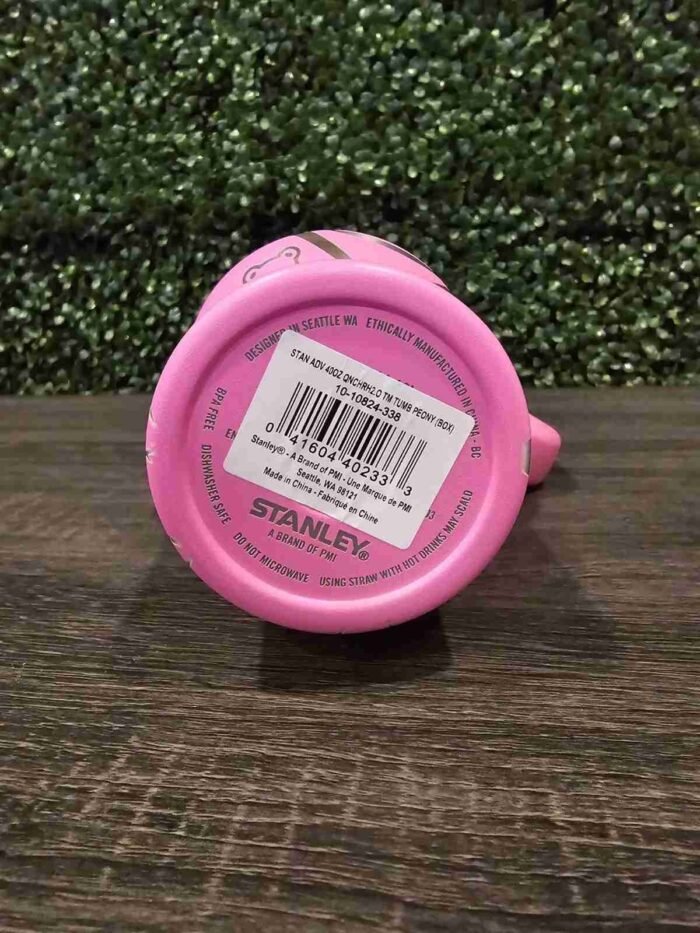 DESIGNED IN SEATTLE WA ETHICALLY MANUFACTURED IN CHINA · BC
STAN ADV 40OZ QNCHRH2.0 TM TUMB PEONY (BOX)
10-10824-338
0 41604 40233 3
Stanley® - A Brand of PMI - Une Marque de PMI
Seattle, WA 98121
Made in China - Fabriqué en Chine
STANLEY®
A BRAND OF PMI
BPA FREE DISHWASHER SAFE DO NOT MICROWAVE USING STRAW WITH HOT DRINKS MAY SCALD